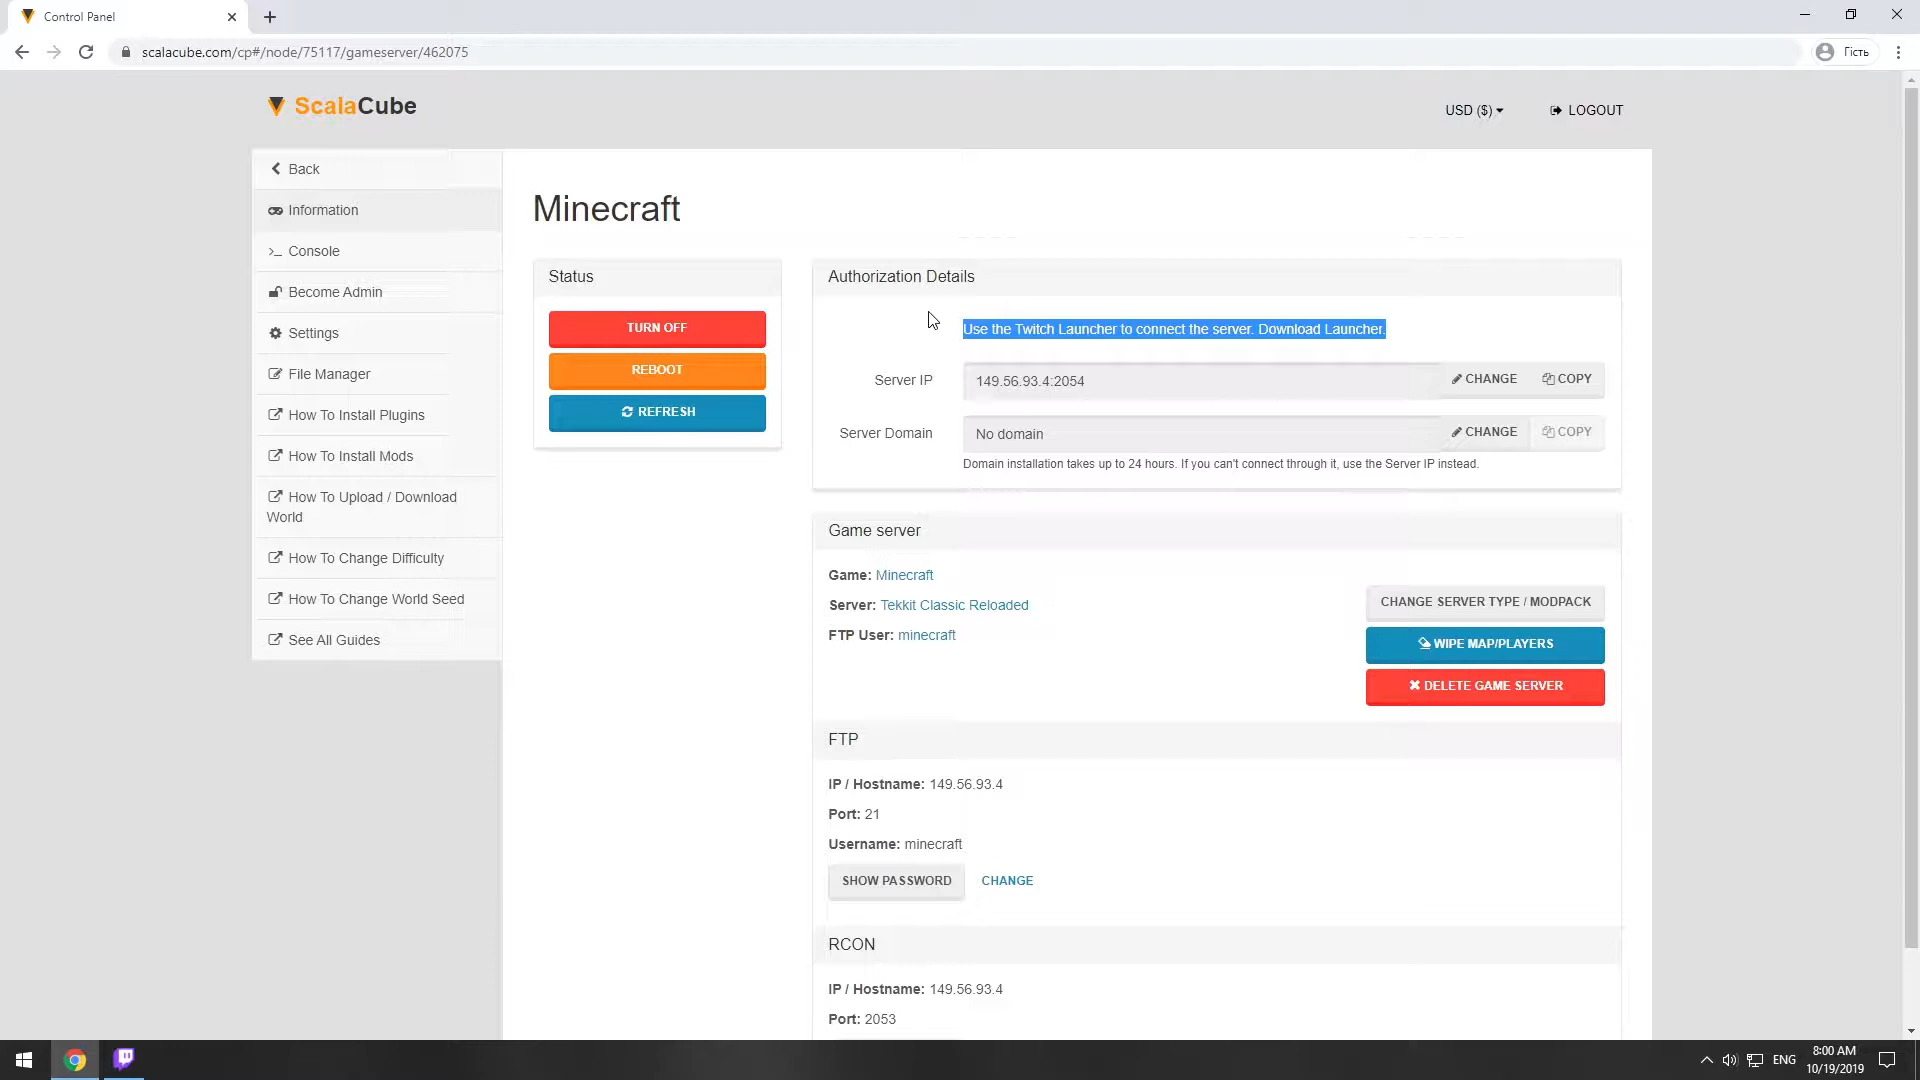 Control Panel
scalacube.com/cp#/node/75117/gameserver/462075
Гість
ScalaCube
USD ($)
LOGOUT
Back
Information
Console
Become Admin
Settings
File Manager
How To Install Plugins
How To Install Mods
How To Upload / Download
World
How To Change Difficulty
How To Change World Seed
See All Guides
Minecraft
Status
TURN OFF
REBOOT
REFRESH
Authorization Details
Use the Twitch Launcher to connect the server. Download Launcher.
Server IP
149.56.93.4:2054
CHANGE
COPY
Server Domain
No domain
CHANGE
COPY
Domain installation takes up to 24 hours. If you can't connect through it, use the Server IP instead.
Game server
Game: Minecraft
Server: Tekkit Classic Reloaded
FTP User: minecraft
CHANGE SERVER TYPE / MODPACK
WIPE MAP/PLAYERS
DELETE GAME SERVER
FTP
IP / Hostname: 149.56.93.4
Port: 21
Username: minecraft
SHOW PASSWORD
CHANGE
RCON
IP / Hostname: 149.56.93.4
Port: 2053
ENG
8:00 AM
10/19/2019